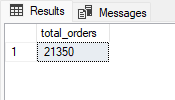 Results Messages
total_orders
1 21350